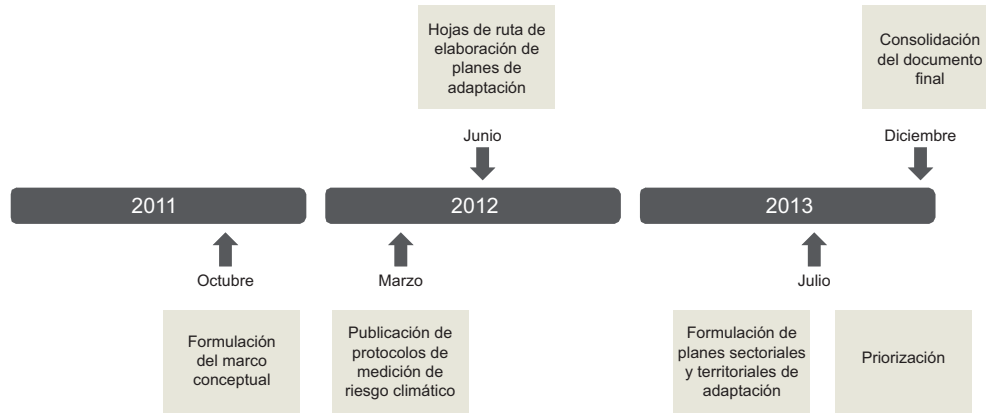 Hojas de ruta de
elaboración de
planes de
adaptación
Consolidación
del documento
final
Junio
Diciembre
2011
2012
2013
Octubre
Marzo
Julio
Formulación
del marco
conceptual
Publicación de
protocolos de
medición de
riesgo climático
Formulación de
planes sectoriales
y territoriales de
adaptación
Priorización